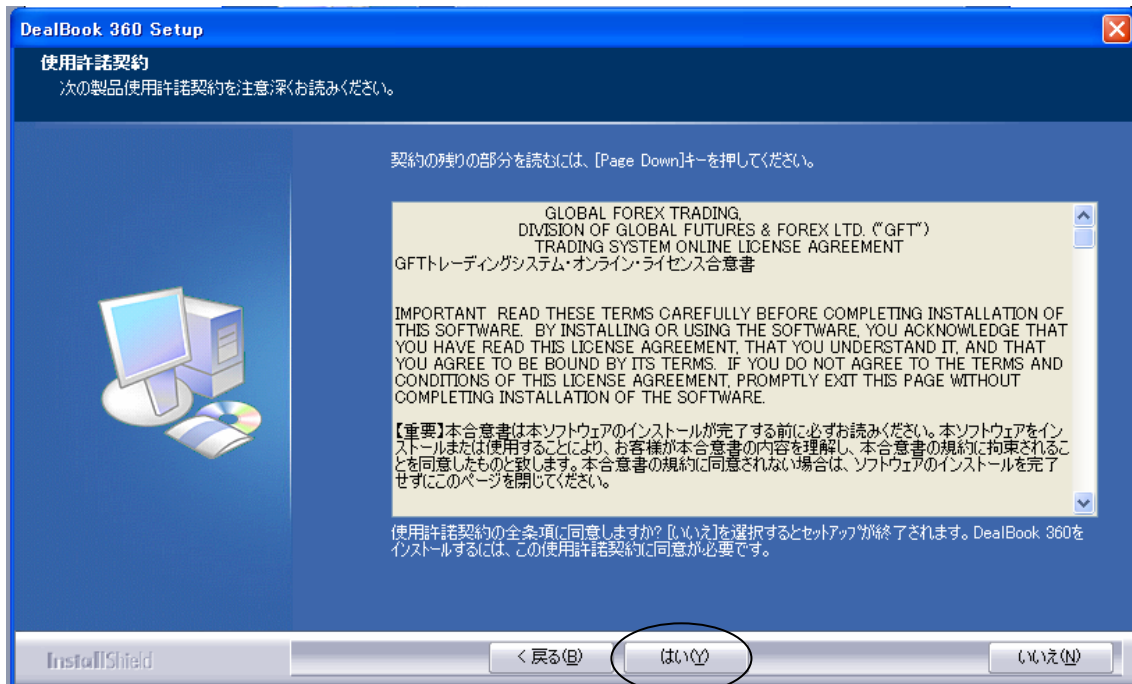 DealBook 360 Setup
使用許諾契約
次の製品使用許諾契約を注意深くお読みください。
契約の残りの部分を読むには、[Page Down]キーを押してください。
GLOBAL FOREX TRADING,
DIVISION OF GLOBAL FUTURES & FOREX LTD. ("GFT")
TRADING SYSTEM ONLINE LICENSE AGREEMENT
GFTトレーディングシステム・オンライン・ライセンス合意書
IMPORTANT  READ THESE TERMS CAREFULLY BEFORE COMPLETING INSTALLATION OF
THIS SOFTWARE.  BY INSTALLING OR USING THE SOFTWARE, YOU ACKNOWLEDGE THAT
YOU HAVE READ THIS LICENSE AGREEMENT, THAT YOU UNDERSTAND IT, AND THAT
YOU AGREE TO BE BOUND BY ITS TERMS.  IF YOU DO NOT AGREE TO THE TERMS AND
CONDITIONS OF THIS LICENSE AGREEMENT, PROMPTLY EXIT THIS PAGE WITHOUT
COMPLETING INSTALLATION OF THE SOFTWARE.
【重要】本合意書は本ソフトウェアのインストールが完了する前に必ずお読みください。本ソフトウェアをイン
ストールまたは使用することにより、お客様が本合意書の内容を理解し、本合意書の規約に拘束されるこ
とを同意したものと致します。本合意書の規約に同意されない場合は、ソフトウェアのインストールを完了
せずにこのページを閉じてください。
使用許諾契約の全条項に同意しますか? [いいえ]を選択するとセットアップが終了されます。DealBook 360を
インストールするには、この使用許諾契約に同意が必要です。
InstallShield
< 戻る(B)
はい(Y)
いいえ(N)